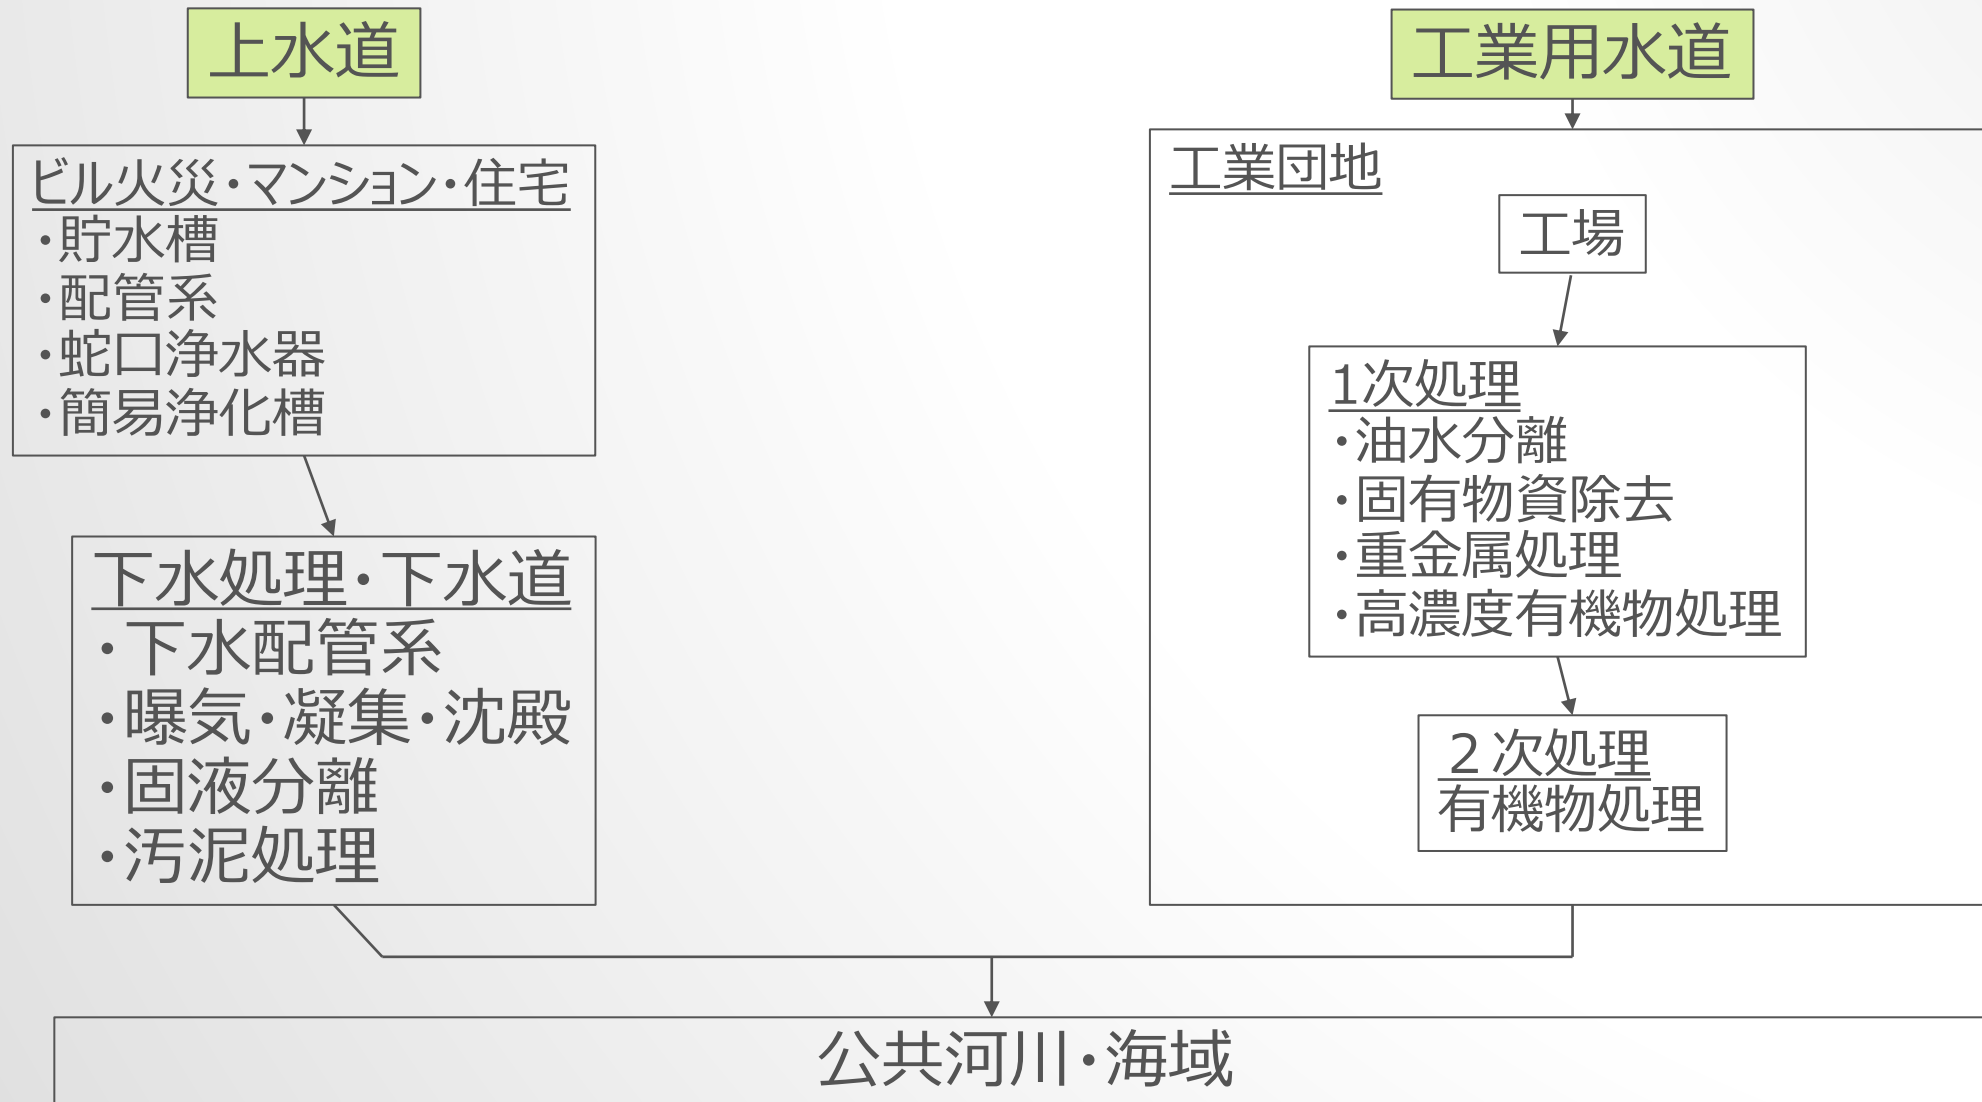 上水道
ビル火災・マンション・住宅
・貯水槽
・配管系
・蛇口浄水器
・簡易浄化槽
下水処理・下水道
・下水配管系
・曝気・凝集・沈殿
・固液分離
・汚泥処理
工業用水道
工業団地
工場
1次処理
・油水分離
・固有物資除去
・重金属処理
・高濃度有機物処理
２次処理
有機物処理
公共河川・海域